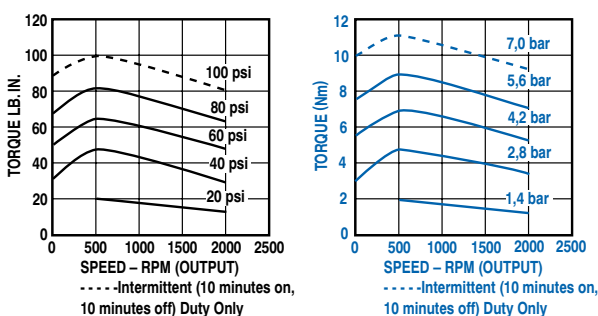 120
100
80
60
40
20
0
TORQUE LB. IN.
100 psi
80 psi
60 psi
40 psi
20 psi
0 500 1000 1500 2000 2500
SPEED – RPM (OUTPUT)
-----Intermittent (10 minutes on,
10 minutes off) Duty Only
12
10
8
6
4
2
0
TORQUE (Nm)
7,0 bar
5,6 bar
4,2 bar
2,8 bar
1,4 bar
0 500 1000 1500 2000 2500
SPEED – RPM (OUTPUT)
-----Intermittent (10 minutes on,
10 minutes off) Duty Only